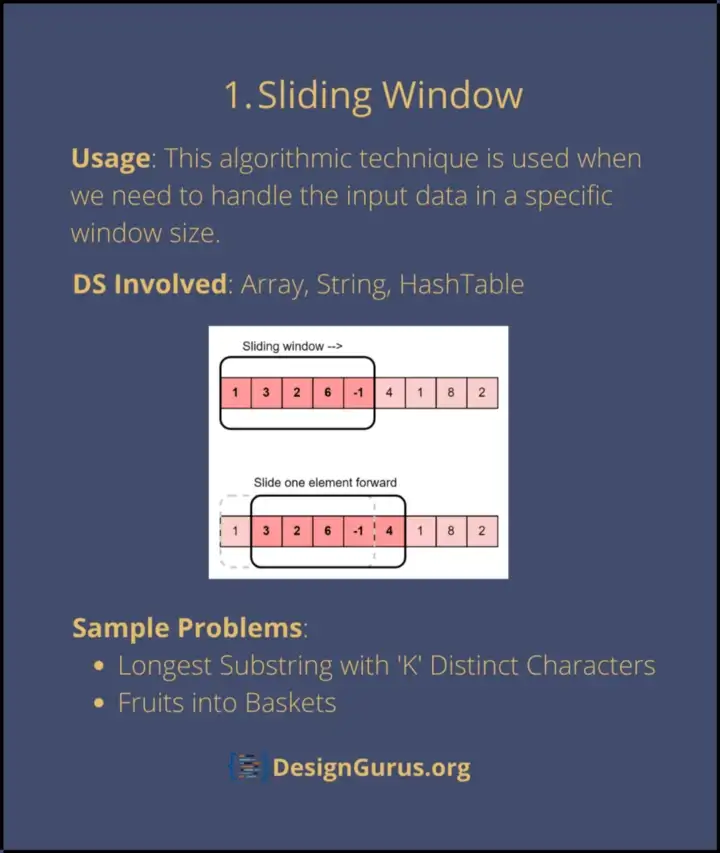 1. Sliding Window
Usage: This algorithmic technique is used when
we need to handle the input data in a specific
window size.
DS Involved: Array, String, HashTable
Sliding window -->
1 3 2 6 -1 4 1 8 2
Slide one element forward
1 3 2 6 -1 4 1 8 2
Sample Problems:
• Longest Substring with 'K' Distinct Characters
• Fruits into Baskets
DesignGurus.org